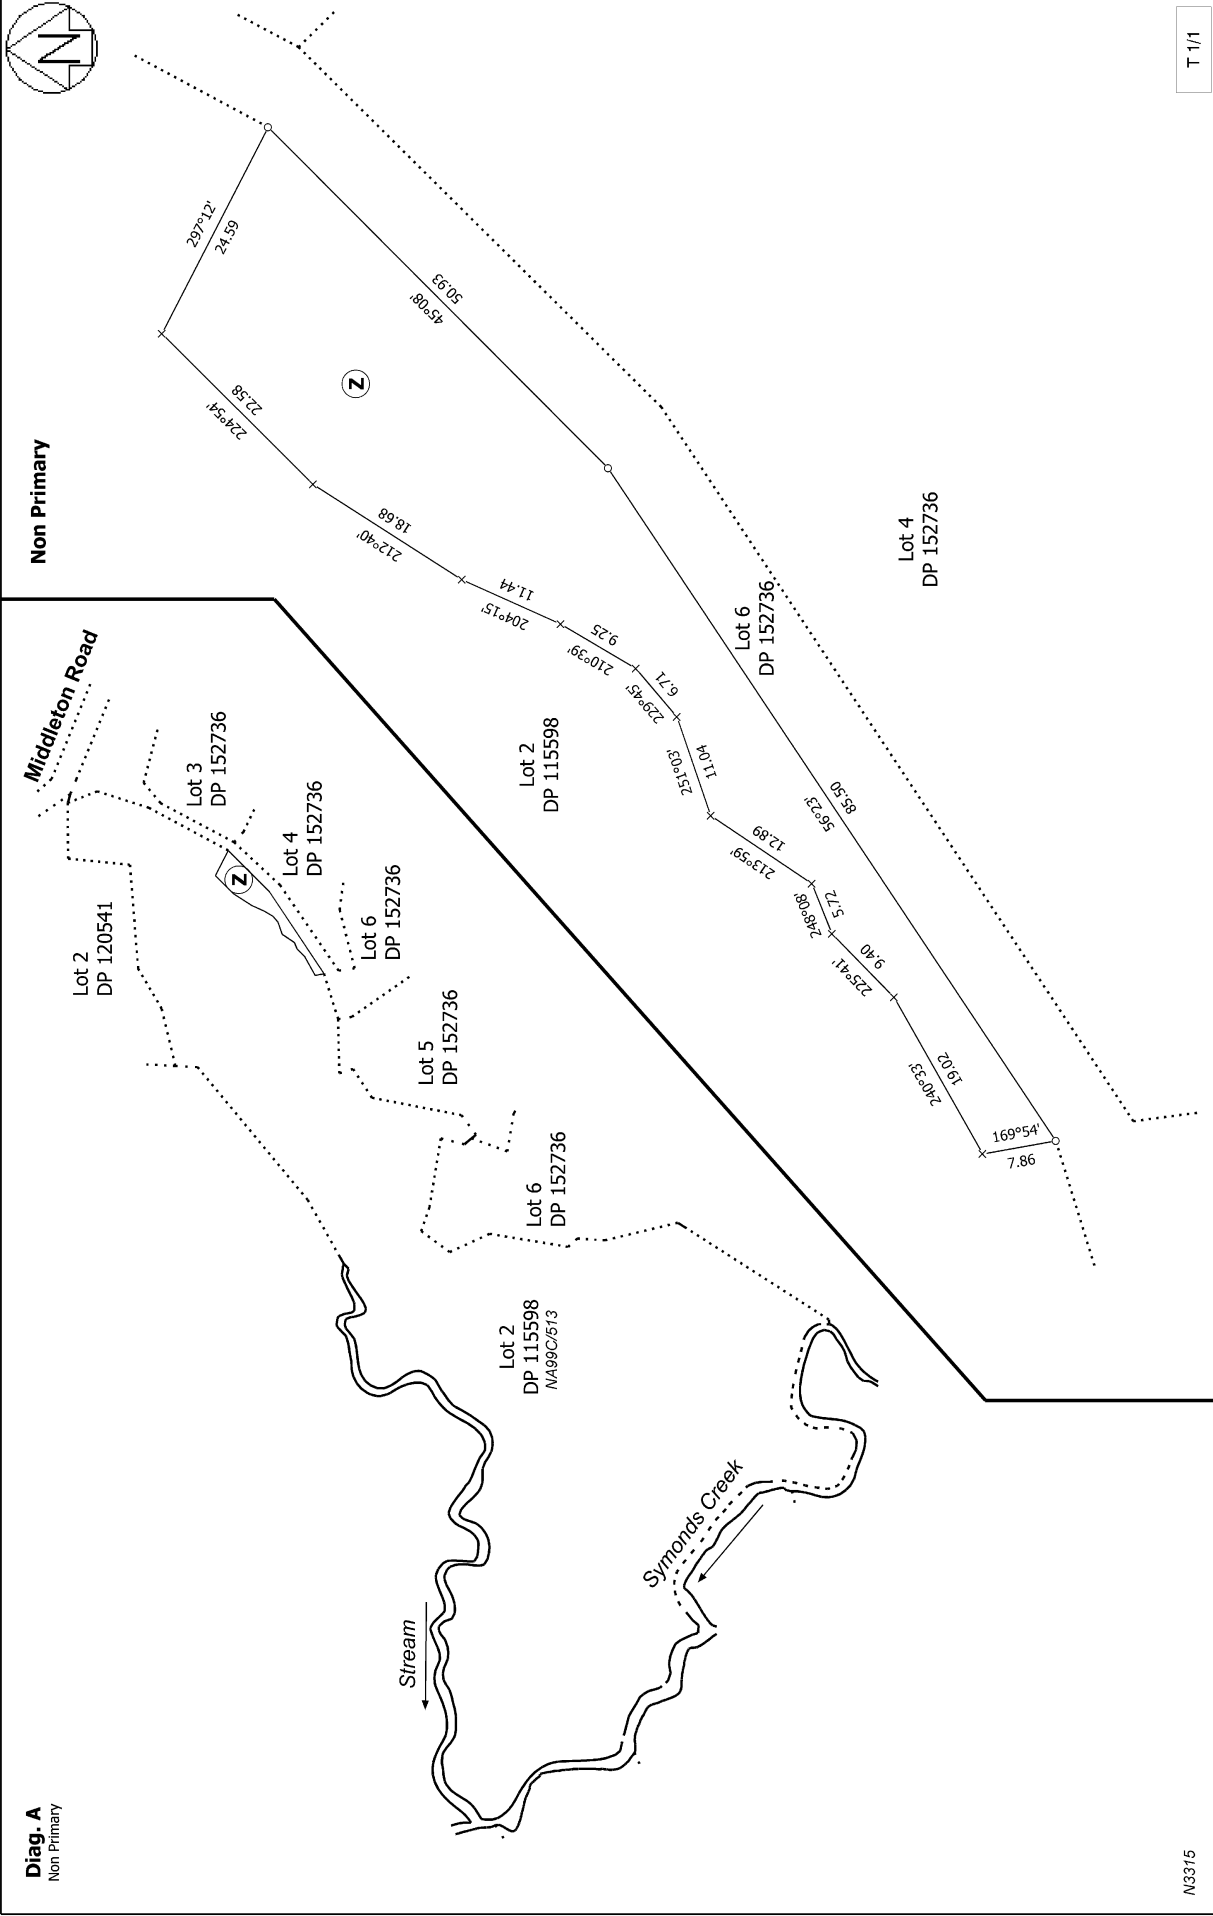 Diag. A
Non Primary
Non Primary
N
T 1/1
Middleton Road
Lot 2
DP 120541
Lot 3
DP 152736
Z
Lot 4
DP 152736
Lot 6
DP 152736
Lot 5
DP 152736
Lot 6
DP 152736
Lot 2
DP 115598
NA99C/513
Stream
Symonds Creek
Lot 2
DP 115598
Z
Lot 6
DP 152736
Lot 4
DP 152736
297°12'
24.59
45°08'
50.93
224°54'
22.58
212°40'
18.68
204°15'
11.44
210°39'
9.25
229°45'
6.71
251°03'
11.04
213°59'
12.89
248°08'
5.72
225°41'
9.40
240°33'
19.02
169°54'
7.86
56°23'
85.50
N3315